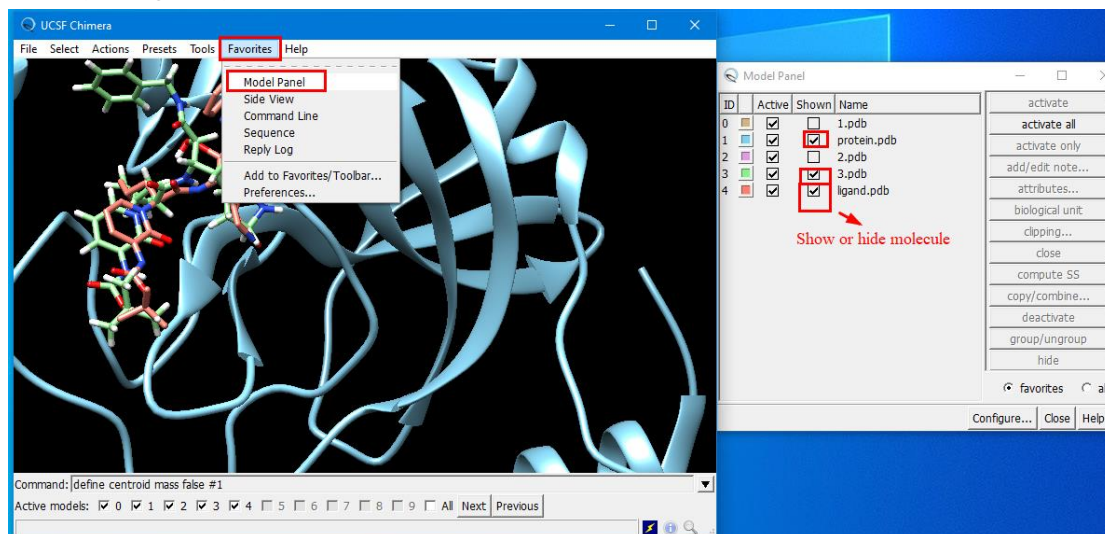 UCSF Chimera
File Select Actions Presets Tools Favorites Help
Model Panel
Side View
Command Line
Sequence
Reply Log
Add to Favorites/Toolbar...
Preferences...
Command: define centroid mass false #1
Active models: 0 1 2 3 4 5 6 7 8 9 All Next Previous
Model Panel
ID Active Shown Name
0 1.pdb
1 protein.pdb
2 2.pdb
3 3.pdb
4 ligand.pdb
Show or hide molecule
activate
activate all
activate only
add/edit note...
attributes...
biological unit
clipping...
close
compute SS
copy/combine...
deactivate
group/ungroup
hide
favorites
Configure... Close Help